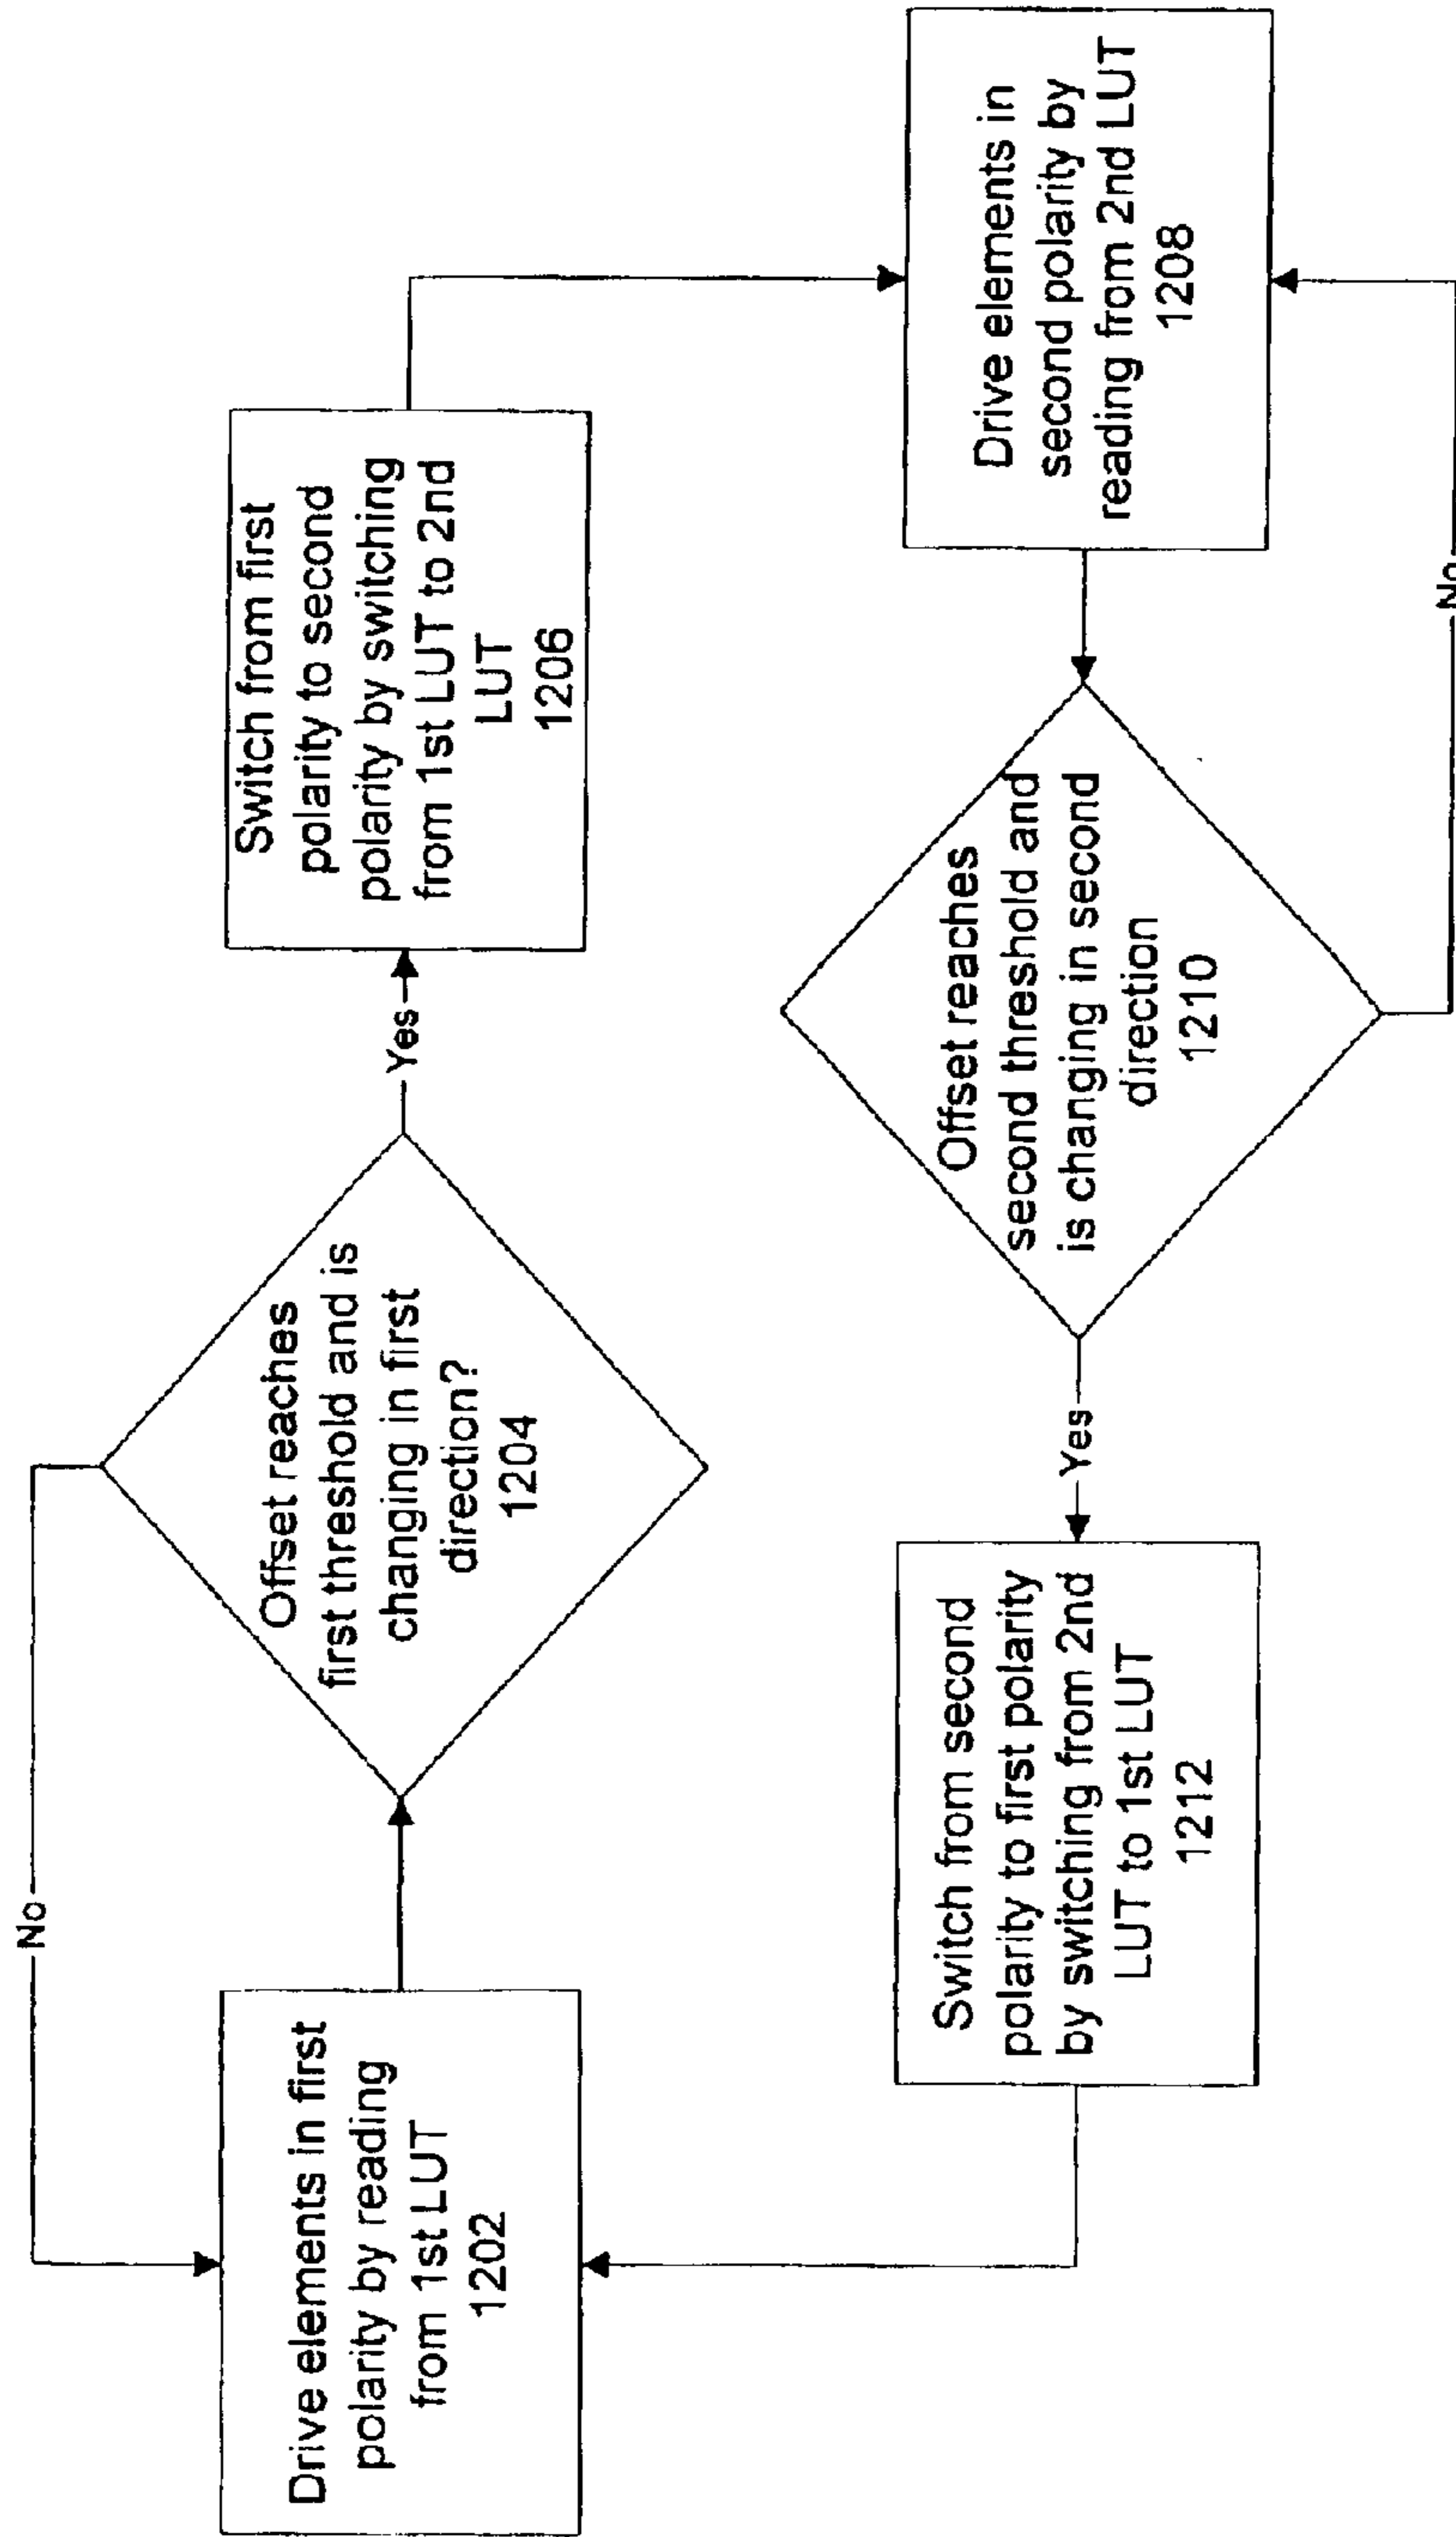 No
Drive elements in first
polarity by reading
from 1st LUT
1202
Offset reaches
first threshold and is
changing in first
direction?
1204
Yes
Switch from first
polarity to second
polarity by switching
from 1st LUT to 2nd
LUT
1206
Switch from second
polarity to first polarity
by switching from 2nd
LUT to 1st LUT
1212
Yes
Offset reaches
second threshold and
is changing in second
direction
1210
Drive elements in
second polarity by
reading from 2nd LUT
1208
No